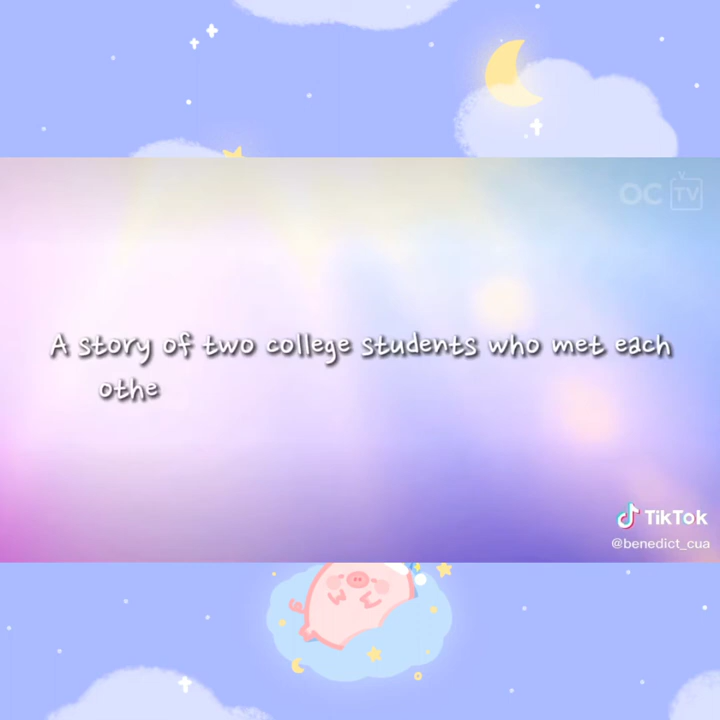 OC TV
A story of two college students who met each
othe
TikTok
@benedict_cua